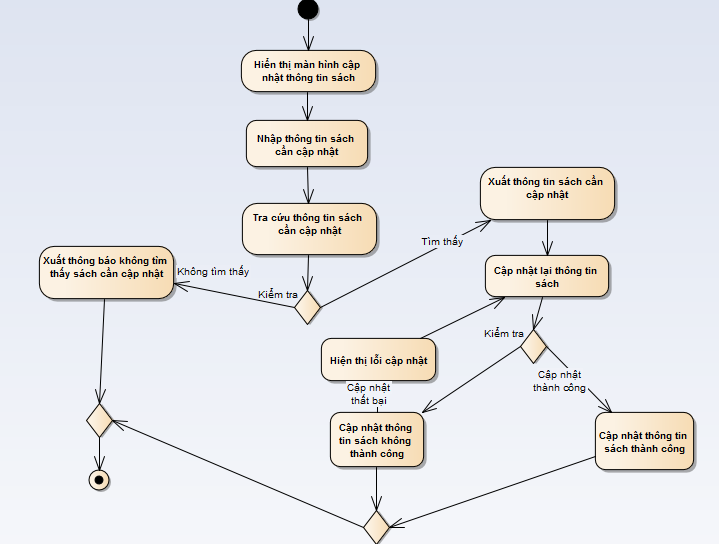 Hiển thị màn hình cập
nhật thông tin sách
Nhập thông tin sách
cần cập nhật
Tra cứu thông tin sách
cần cập nhật
Xuất thông tin sách cần
cập nhật
Tìm thấy
Xuất thông báo không tìm
thấy sách cần cập nhật
Không tìm thấy
Kiểm tra
Cập nhật lại thông tin
sách
Kiểm tra
Hiện thị lỗi cập nhật
Cập nhật
thành công
Cập nhật
thất bại
Cập nhật thông
tin sách không
thành công
Cập nhật thông tin
sách thành công